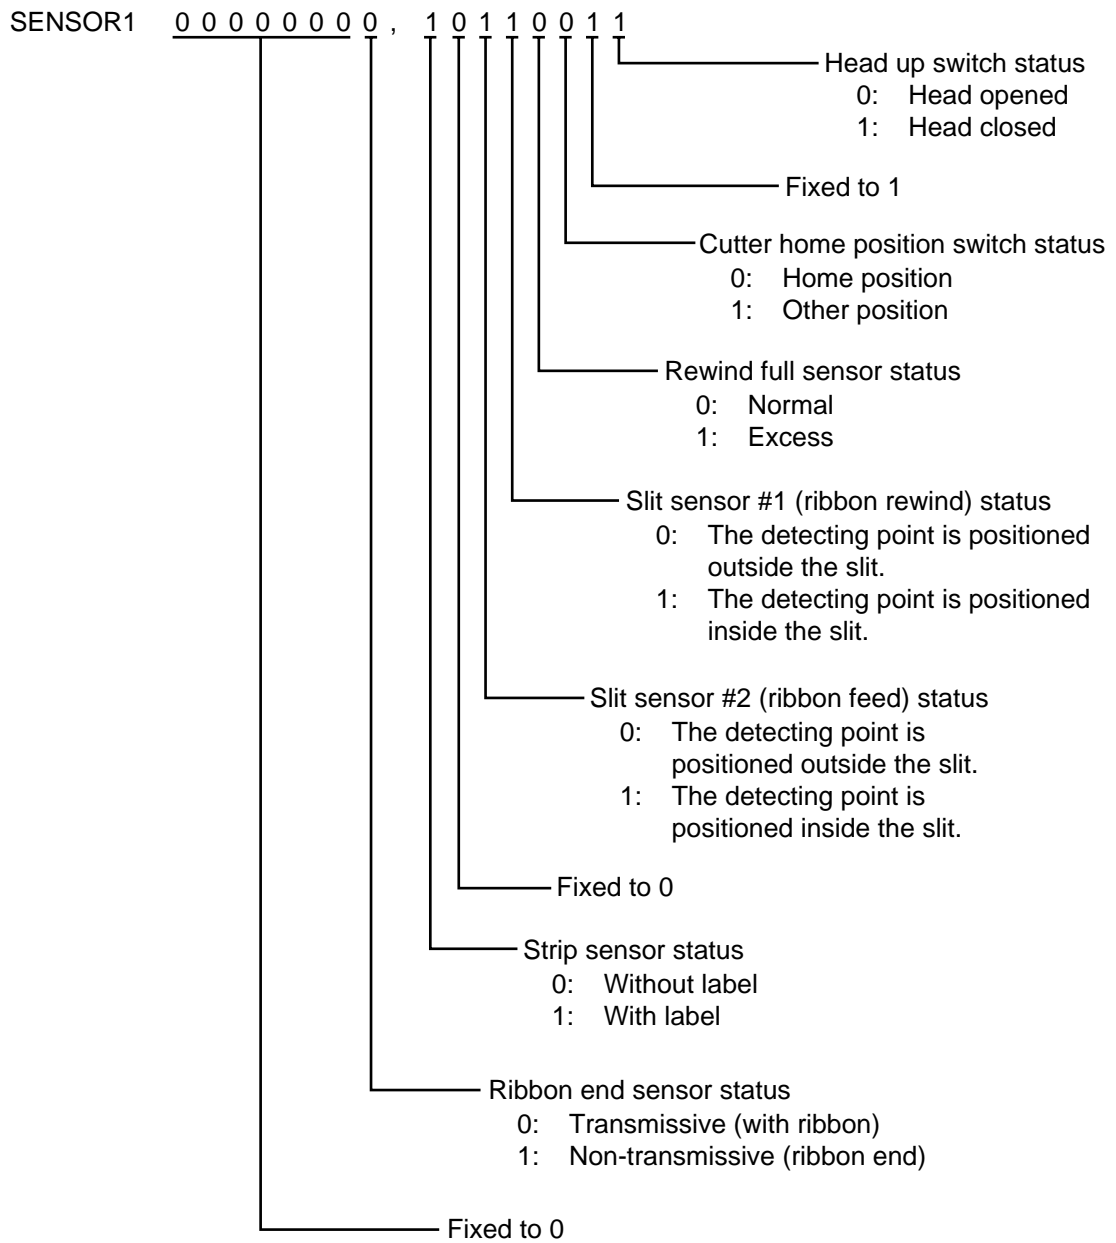 SENSOR1 0 0 0 0 0 0 0 0 , 1 0 1 1 0 0 1 1
Head up switch status
0: Head opened
1: Head closed
Fixed to 1
Cutter home position switch status
0: Home position
1: Other position
Rewind full sensor status
0: Normal
1: Excess
Slit sensor #1 (ribbon rewind) status
0: The detecting point is positioned
outside the slit.
1: The detecting point is positioned
inside the slit.
Slit sensor #2 (ribbon feed) status
0: The detecting point is
positioned outside the slit.
1: The detecting point is
positioned inside the slit.
Fixed to 0
Strip sensor status
0: Without label
1: With label
Ribbon end sensor status
0: Transmissive (with ribbon)
1: Non-transmissive (ribbon end)
Fixed to 0